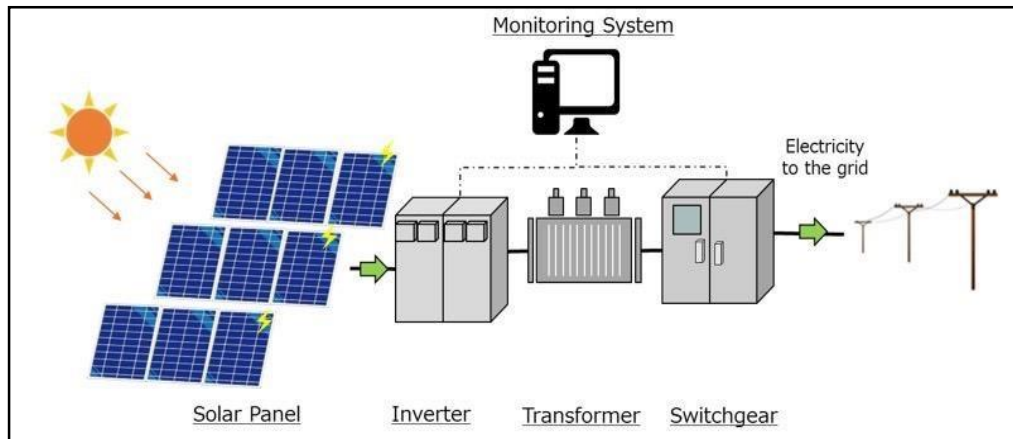 Monitoring System
Electricity
to the grid
Solar Panel
Inverter
Transformer
Switchgear